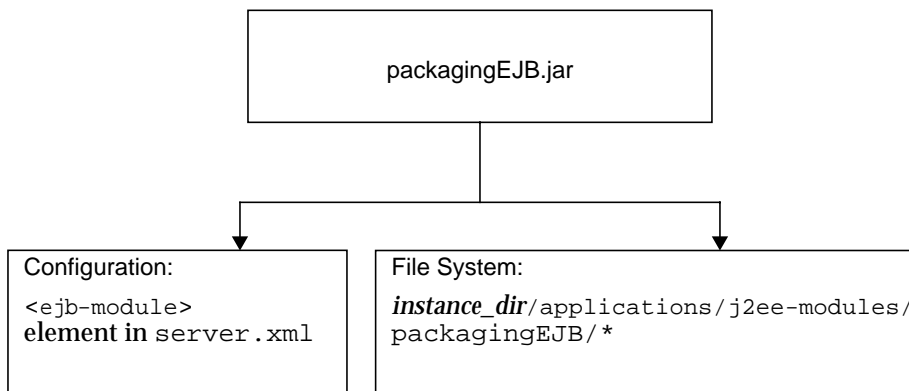 packagingEJB.jar
Configuration:
<ejb-module>
element in server.xml
File System:
instance_dir/applications/j2ee-modules/
packagingEJB/*